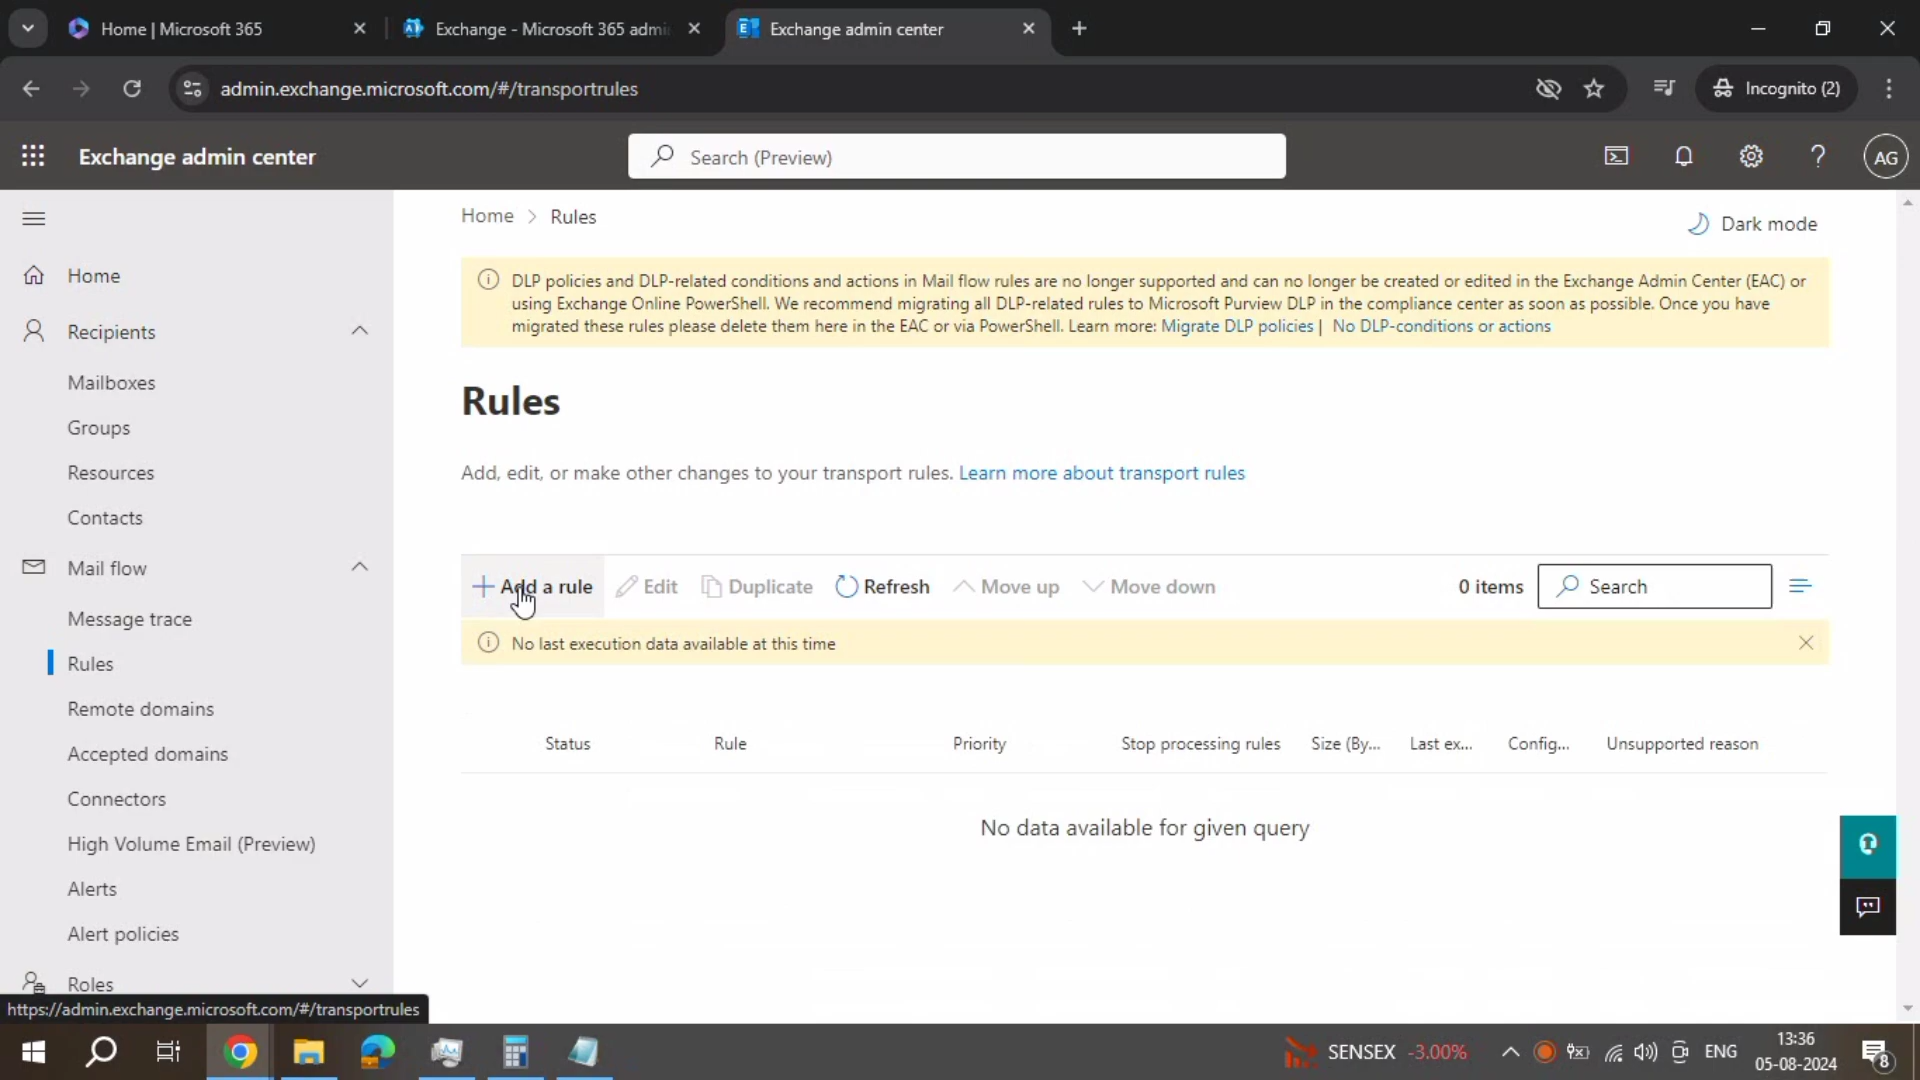 Home | Microsoft 365
Exchange - Microsoft 365 admi
Exchange admin center
admin.exchange.microsoft.com/#/transportrules
Incognito (2)
Exchange admin center
Search (Preview)
AG
Home
Recipients
Mailboxes
Groups
Resources
Contacts
Mail flow
Message trace
Rules
Remote domains
Accepted domains
Connectors
High Volume Email (Preview)
Alerts
Alert policies
Roles
https://admin.exchange.microsoft.com/#/transportrules
Home > Rules
Dark mode
DLP policies and DLP-related conditions and actions in Mail flow rules are no longer supported and can no longer be created or edited in the Exchange Admin Center (EAC) or
using Exchange Online PowerShell. We recommend migrating all DLP-related rules to Microsoft Purview DLP in the compliance center as soon as possible. Once you have
migrated these rules please delete them here in the EAC or via PowerShell. Learn more: Migrate DLP policies | No DLP-conditions or actions
Rules
Add, edit, or make other changes to your transport rules. Learn more about transport rules
Add a rule Edit Duplicate Refresh Move up Move down 0 items Search
No last execution data available at this time
Status Rule Priority Stop processing rules Size (By... Last ex... Config... Unsupported reason
No data available for given query
SENSEX -3.00%
ENG
13:36
05-08-2024
8